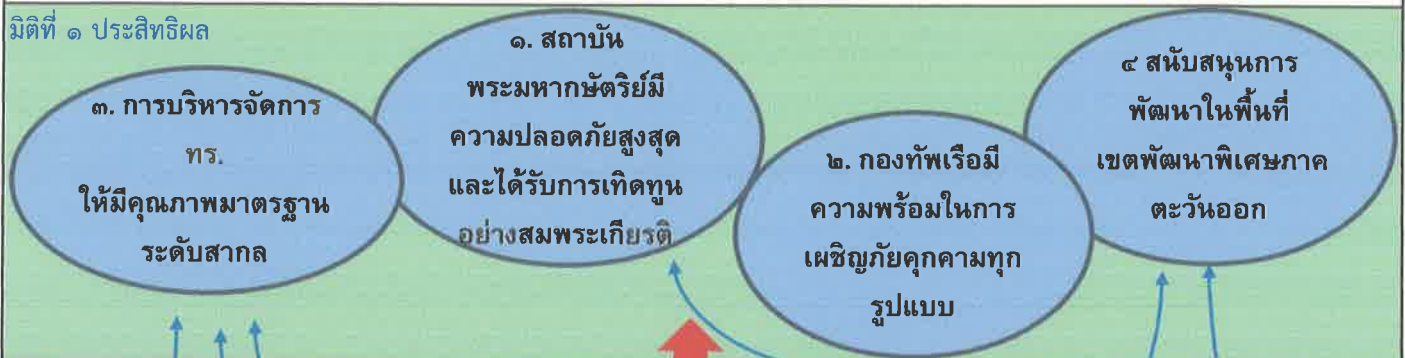 มิติที่ ๑ ประสิทธิผล
๓. การบริหารจัดการ
ทร.
ให้มีคุณภาพมาตรฐาน
ระดับสากล
๑. สถาบัน
พระมหากษัตริย์มี
ความปลอดภัยสูงสุด
และได้รับการเทิดทูน
อย่างสมพระเกียรติ
๒. กองทัพเรือมี
ความพร้อมในการ
เผชิญภัยคุกคามทุก
รูปแบบ
๔ สนับสนุนการ
พัฒนาในพื้นที่
เขตพัฒนาพิเศษภาค
ตะวันออก